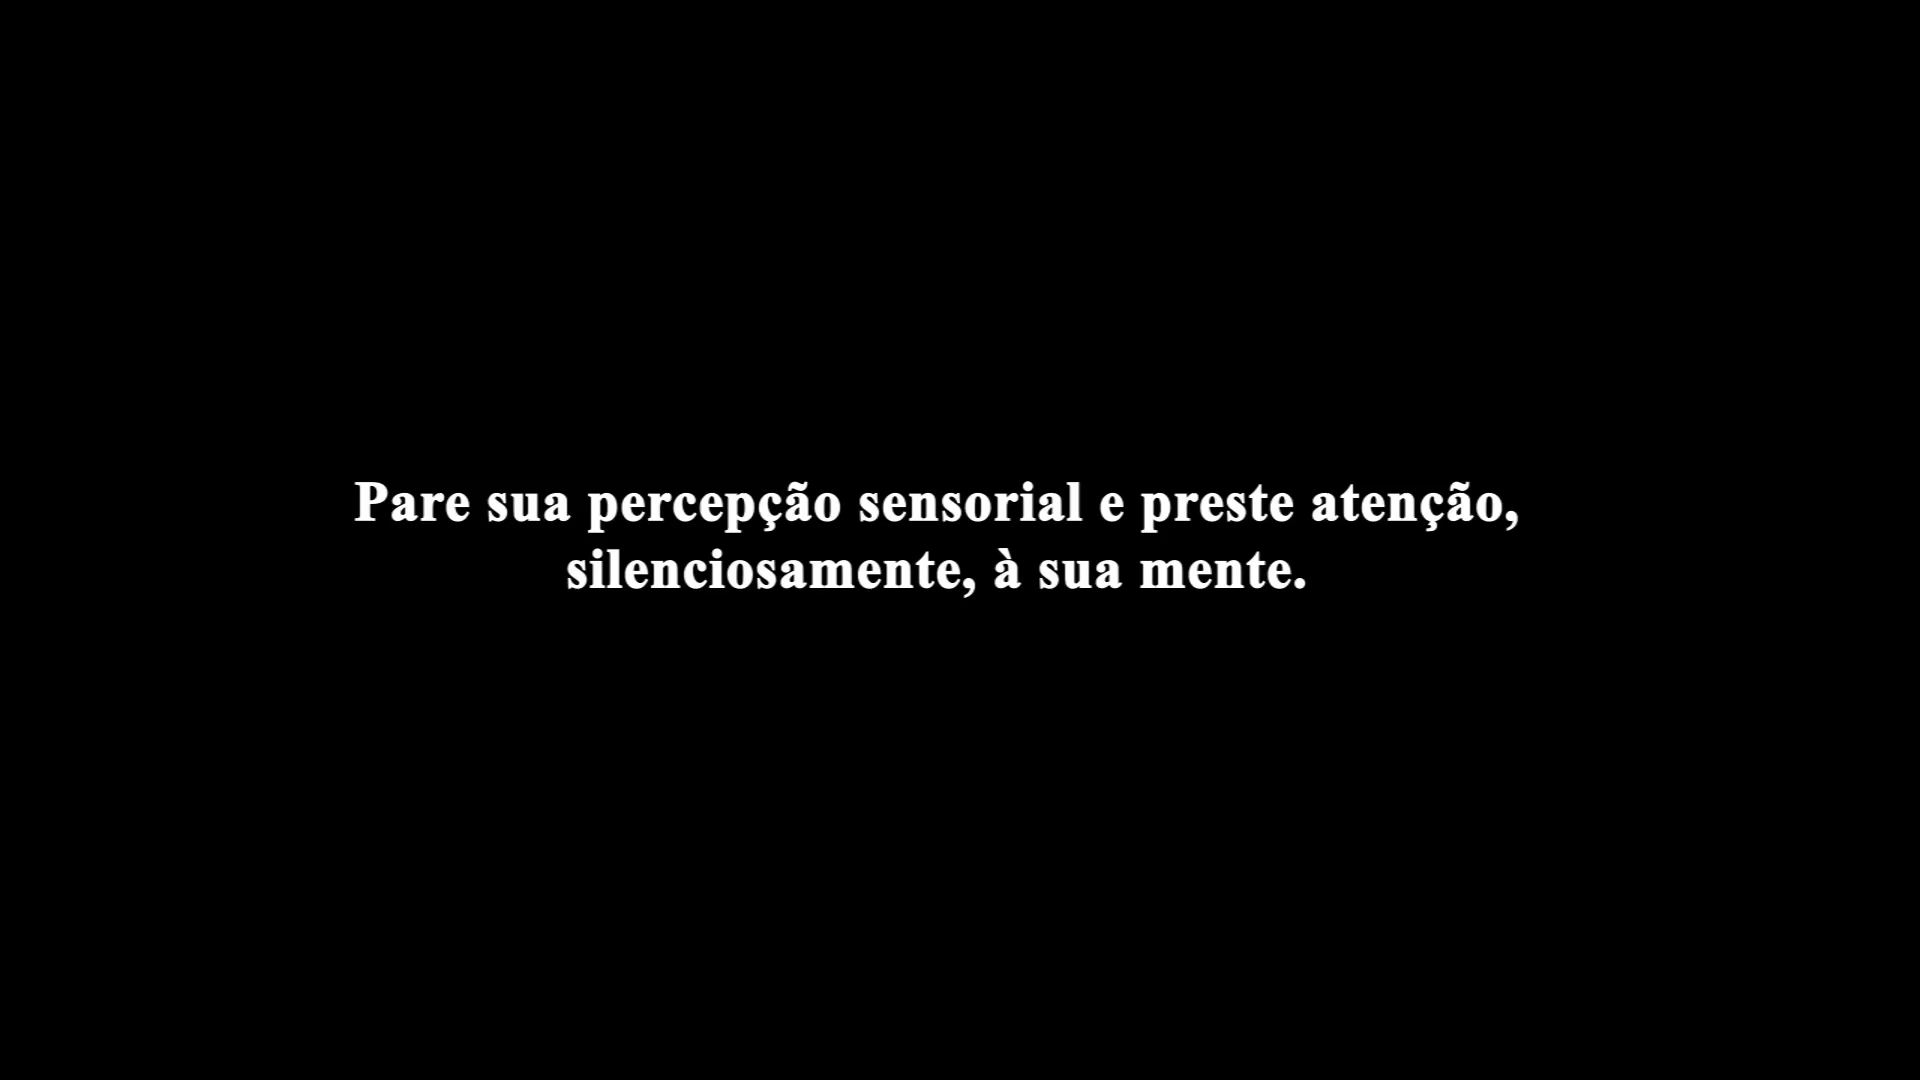 Pare sua percepção sensorial e preste atenção,
silenciosamente, à sua mente.